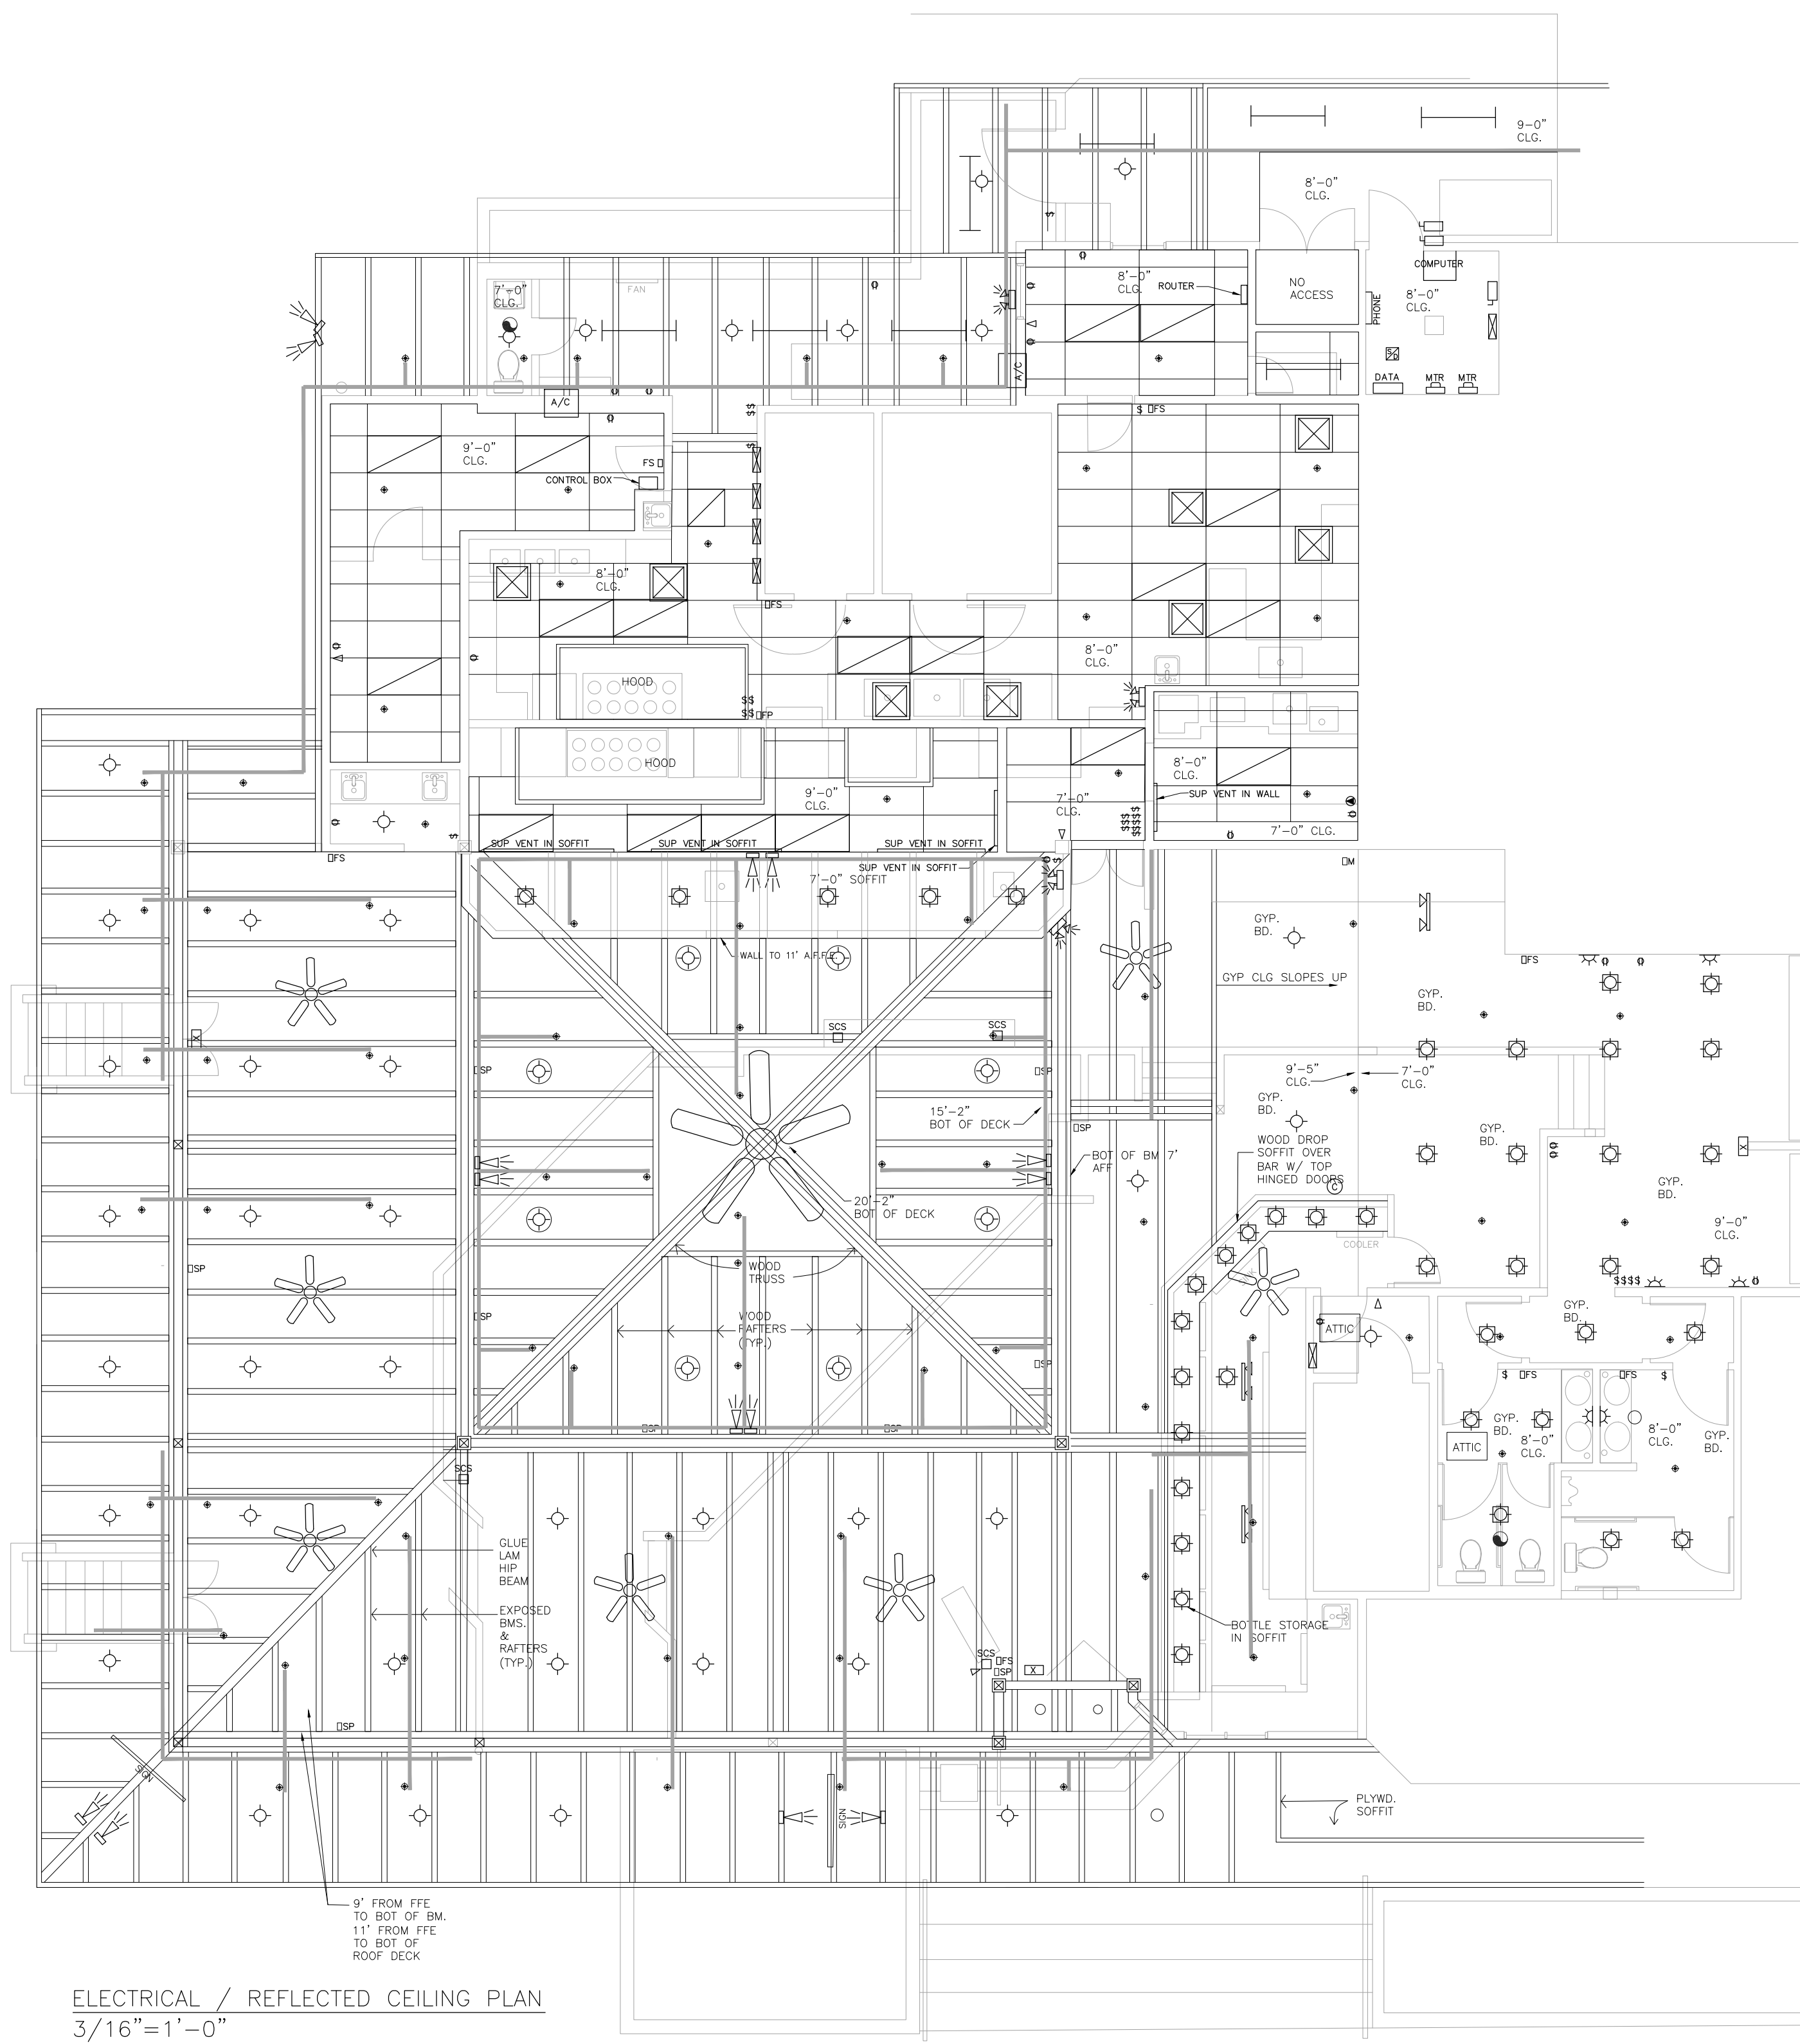 9-0"
CLG.
8'-0"
CLG.
$
COMPUTER
7'-0"
CLG.
FAN
8'-0"
CLG.
ROUTER
NO
ACCESS
PHONE
8'-0"
CLG.
S/D
A/C
DATA
MTR
MTR
A/C
$$
$$
$
$
FS
9'-0"
CLG.
FS
CONTROL BOX
8'-0"
CLG.
FS
8'-0"
CLG.
HOOD
$$
$$
FP
HOOD
8'-0"
CLG.
9'-0"
CLG.
7'-0"
CLG.
SUP VENT IN WALL
$$$
$$$$
$
7'-0" CLG.
SUP VENT IN SOFFIT
SUP VENT IN SOFFIT
SUP VENT IN SOFFIT
FS
$
M
SUP VENT IN SOFFIT
7'-0" SOFFIT
GYP.
BD.
WALL TO 11' A.F.F.E.
FS
GYP CLG SLOPES UP
GYP.
BD.
SCS
SCS
X
SP
SP
9'-5"
CLG.
7'-0"
CLG.
GYP.
BD.
15'-2"
BOT OF DECK
SP
GYP.
BD.
WOOD DROP
SOFFIT OVER
BAR W/ TOP
HINGED DOORS
X
BOT OF BM 7'
AFF
C
GYP.
BD.
20'-2"
BOT OF DECK
9'-0"
CLG.
COOLER
SP
WOOD
TRUSS
$$$$
SP
WOOD
RAFTERS
(TYP.)
GYP.
BD.
ATTIC
SP
$
FS
FS
$
SP
SP
GYP.
BD.
8'-0"
CLG.
8'-0"
CLG.
GYP.
BD.
ATTIC
SCS
GLUE
LAM
HIP
BEAM
EXPOSED
BMS.
&
RAFTERS
(TYP.)
BOTTLE STORAGE
IN SOFFIT
SCS
FS
SP
X
SP
SIGN
SIGN
PLYWD.
SOFFIT
9' FROM FFE
TO BOT OF BM.
11' FROM FFE
TO BOT OF
ROOF DECK
ELECTRICAL / REFLECTED CEILING PLAN
3/16"=1'-0"